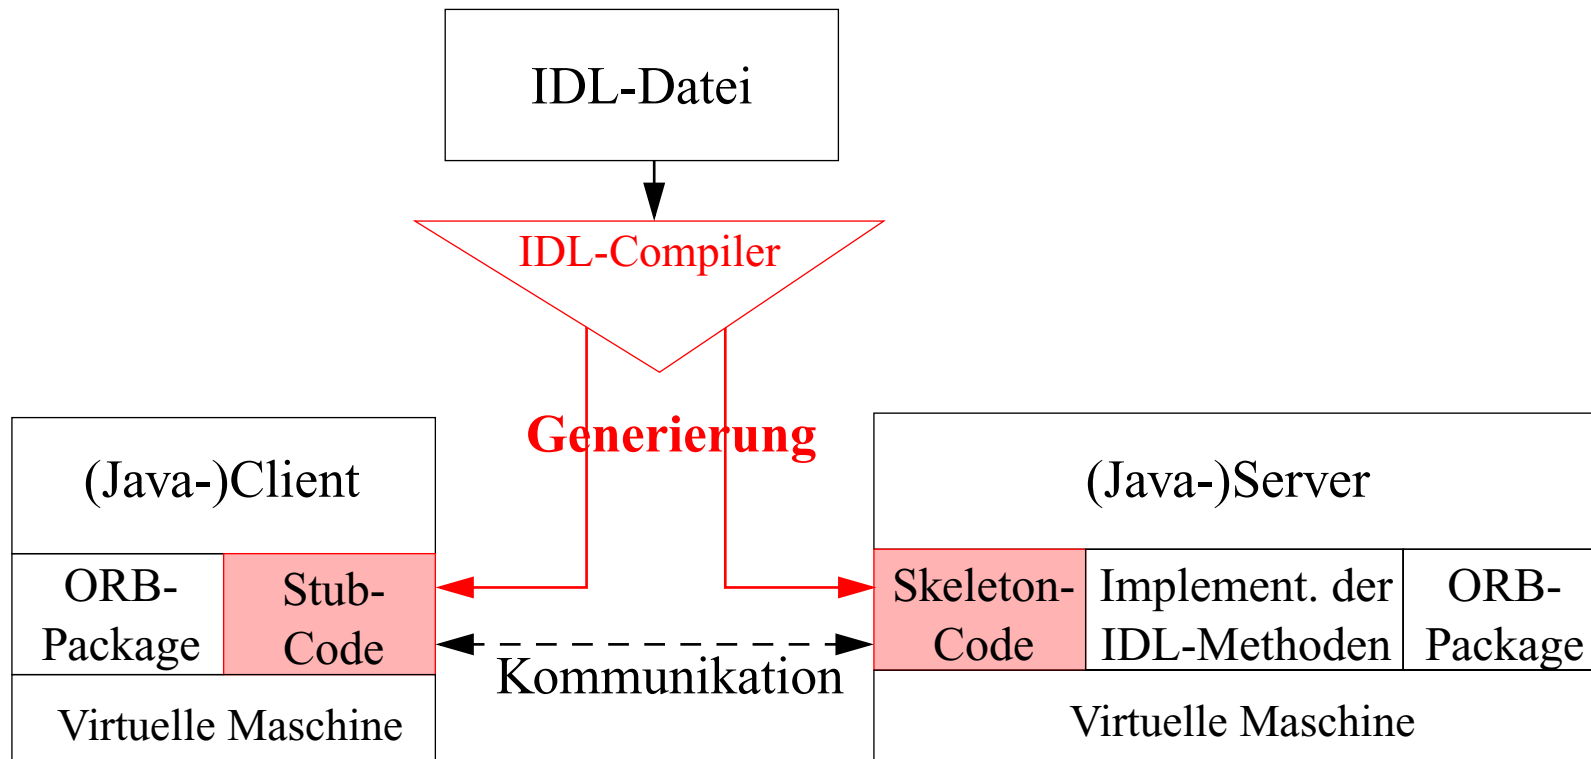 IDL-Datei
IDL-Compiler
Generierung
(Java-)Client
(Java-)Server
ORB-
Package
Stub-
Code
Kommunikation
Skeleton-
Code
Implement. der
IDL-Methoden
ORB-
Package
Virtuelle Maschine
Virtuelle Maschine